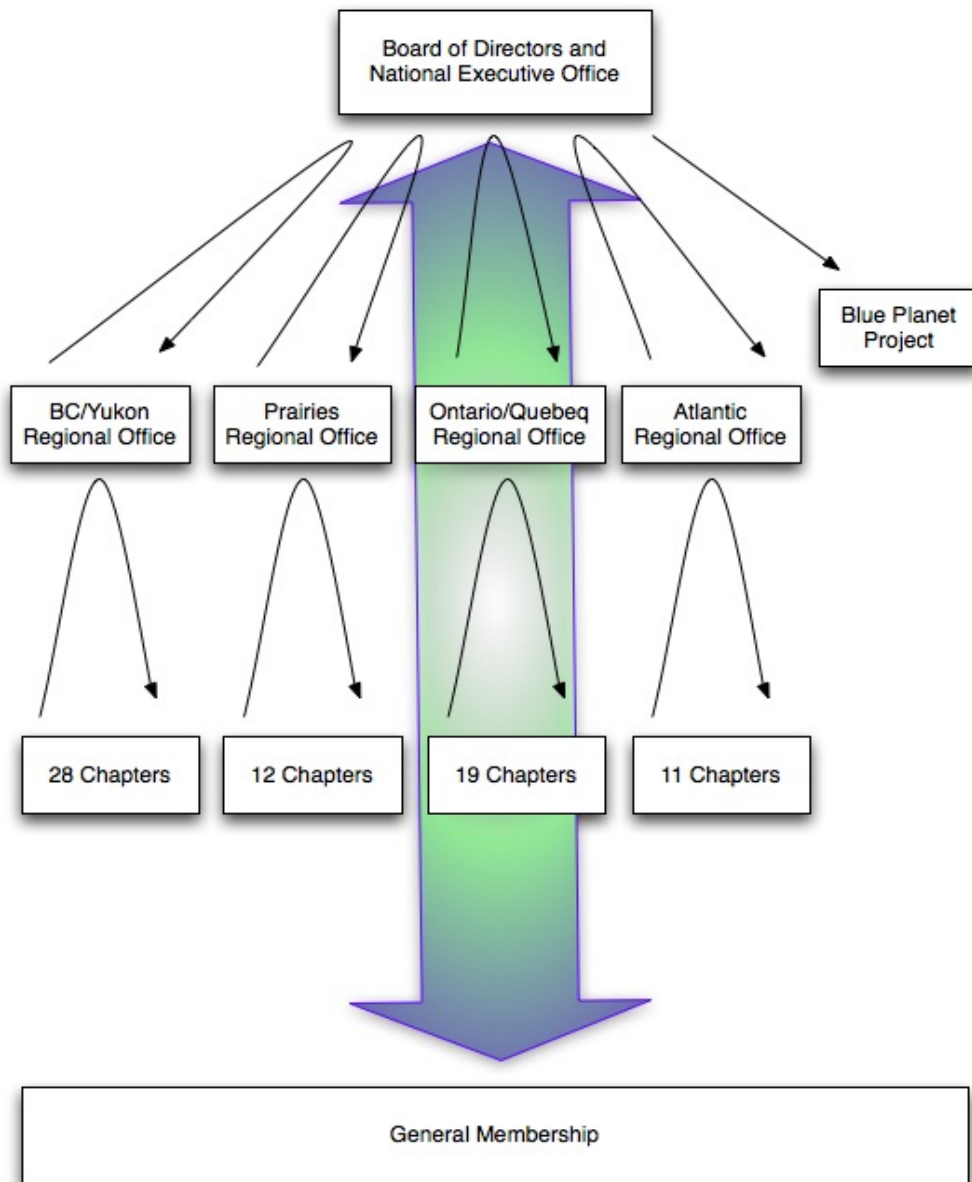 Board of Directors and
National Executive Office
Blue Planet
Project
BC/Yukon
Regional Office
Prairies
Regional Office
Ontario/Quebeq
Regional Office
Atlantic
Regional Office
28 Chapters
12 Chapters
19 Chapters
11 Chapters
General Membership